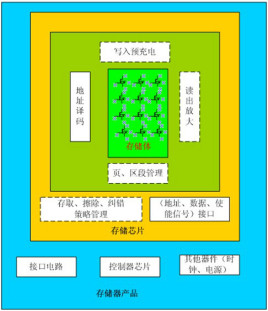 写入预充电
地址译码
读出放大
存储体
页、区段管理
存取、擦除、纠错
策略管理
（地址、数据、使
能信号）接口
存储芯片
接口电路
控制器芯片
其他器件（时
钟、电源）
存储器产品